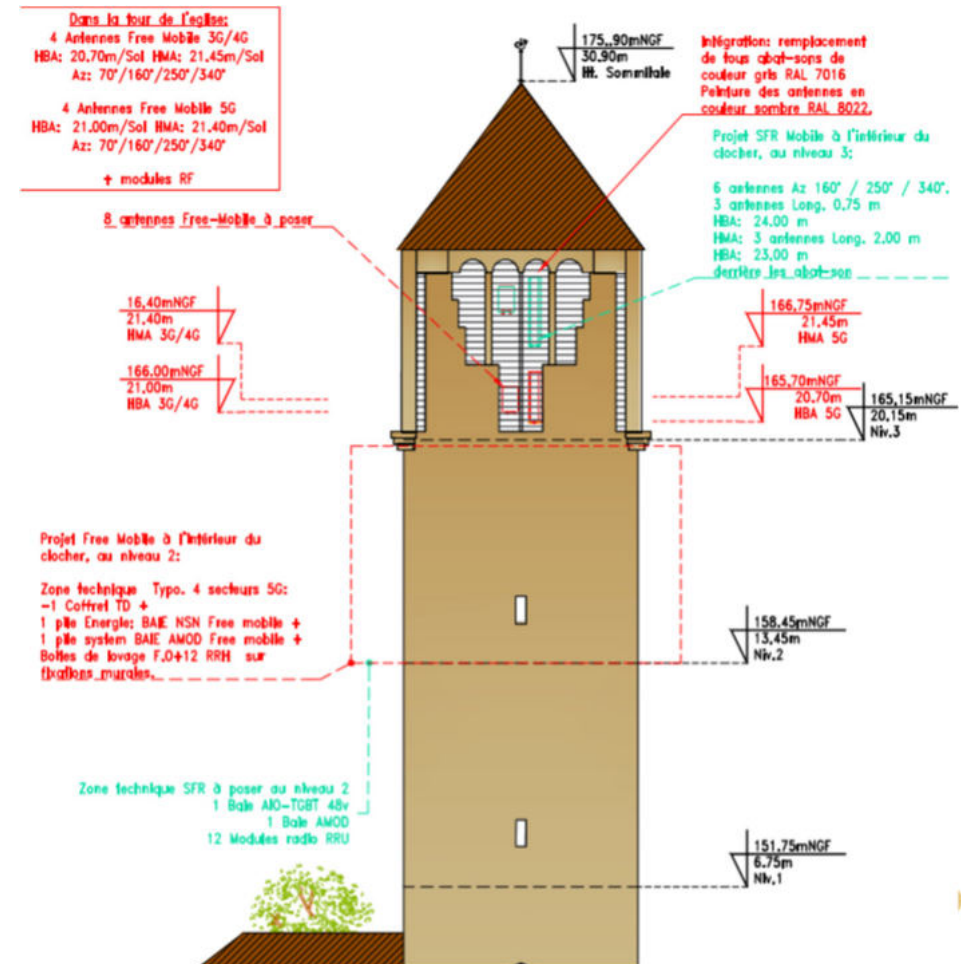 Dans la tour de l'eglise:
4 Antennes Free Mobile 3G/4G
HBA: 20.70m/Sol HMA: 21.45m/Sol
Az: 70°/160°/250°/340°
4 Antennes Free Mobile 5G
HBA: 21.00m/Sol HMA: 21.40m/Sol
Az: 70°/160°/250°/340°
+ modules RF
8 antennes Free-Mobile à poser
175..90mNGF
30.90m
Ht. Sommitale
Intégration: remplacement
de tous abat-sons de
couleur gris RAL 7016
Peinture des antennes en
couleur sombre RAL 8022.
Projet SFR Mobile à l'intérieur du
clocher, au niveau 3:
6 antennes Az 160° / 250° / 340°.
3 antennes Long. 0.75 m
HBA: 24.00 m
HMA: 3 antennes Long. 2.00 m
HBA: 23.00 m
derrière les abat-son
16.40mNGF
21.40m
HMA 3G/4G
166.00mNGF
21.00m
HBA 3G/4G
166.75mNGF
21.45m
HMA 5G
165.70mNGF
20.70m
HBA 5G
165.15mNGF
20.15m
Niv.3
Projet Free Mobile à l'intérieur du
clocher, au niveau 2:
Zone technique Typo. 4 secteurs 5G:
-1 Coffret TD +
1 pile Energie: BAIE NSN Free mobile +
1 pile system BAIE AMOD Free mobile +
Boites de lovage F.O+12 RRH sur
fixations murales.
158.45mNGF
13.45m
Niv.2
Zone technique SFR à poser au niveau 2
1 Baie AIO-TGBT 48v
1 Baie AMOD
12 Modules radio RRU
151.75mNGF
6.75m
Niv.1